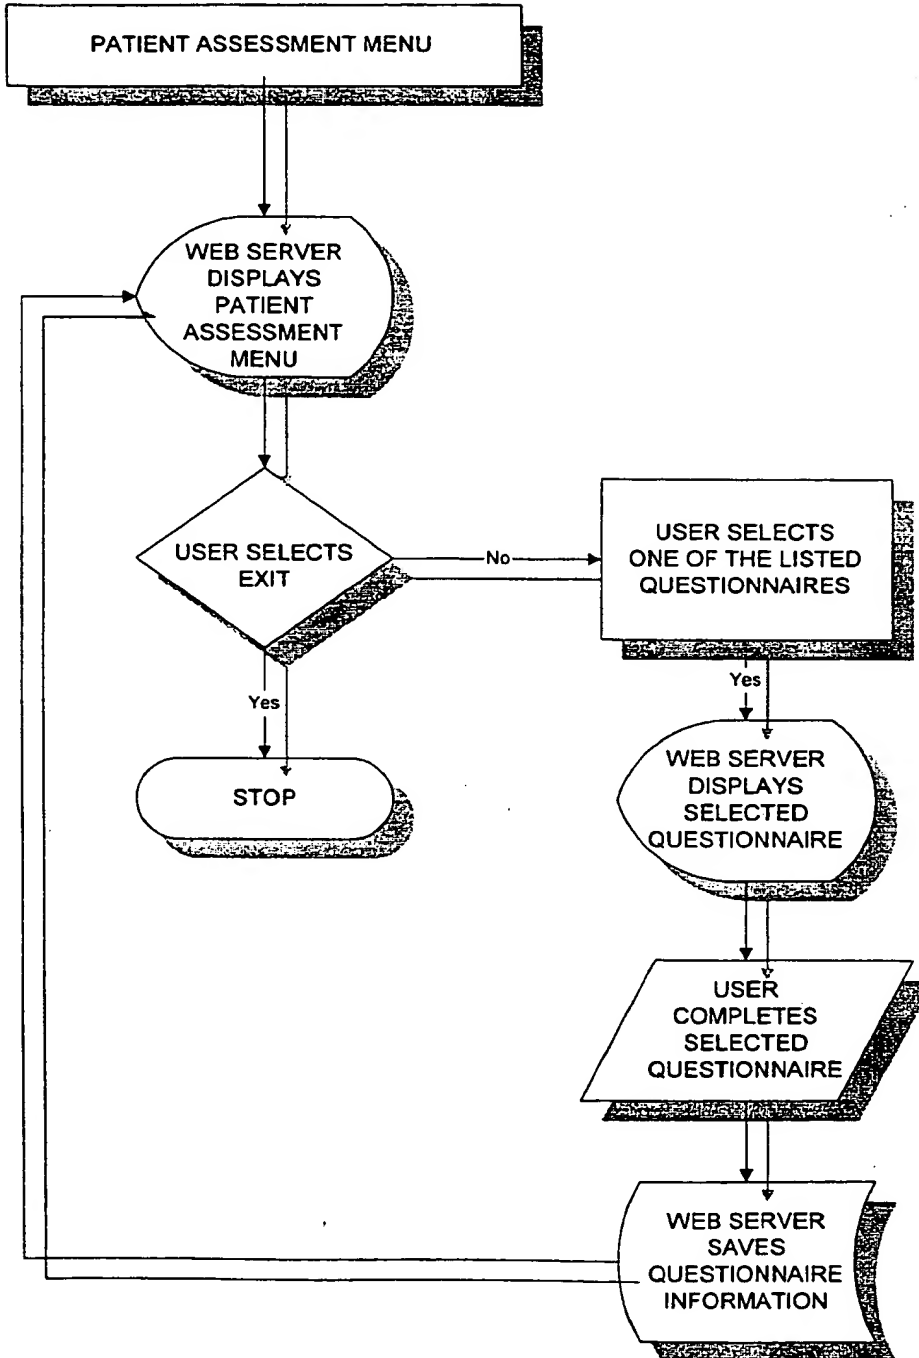 PATIENT ASSESSMENT MENU
WEB SERVER
DISPLAYS
PATIENT
ASSESSMENT
MENU
USER SELECTS
EXIT
No
USER SELECTS
ONE OF THE LISTED
QUESTIONNAIRES
Yes
Yes
STOP
WEB SERVER
DISPLAYS
SELECTED
QUESTIONNAIRE
USER
COMPLETES
SELECTED
QUESTIONNAIRE
WEB SERVER
SAVES
QUESTIONNAIRE
INFORMATION